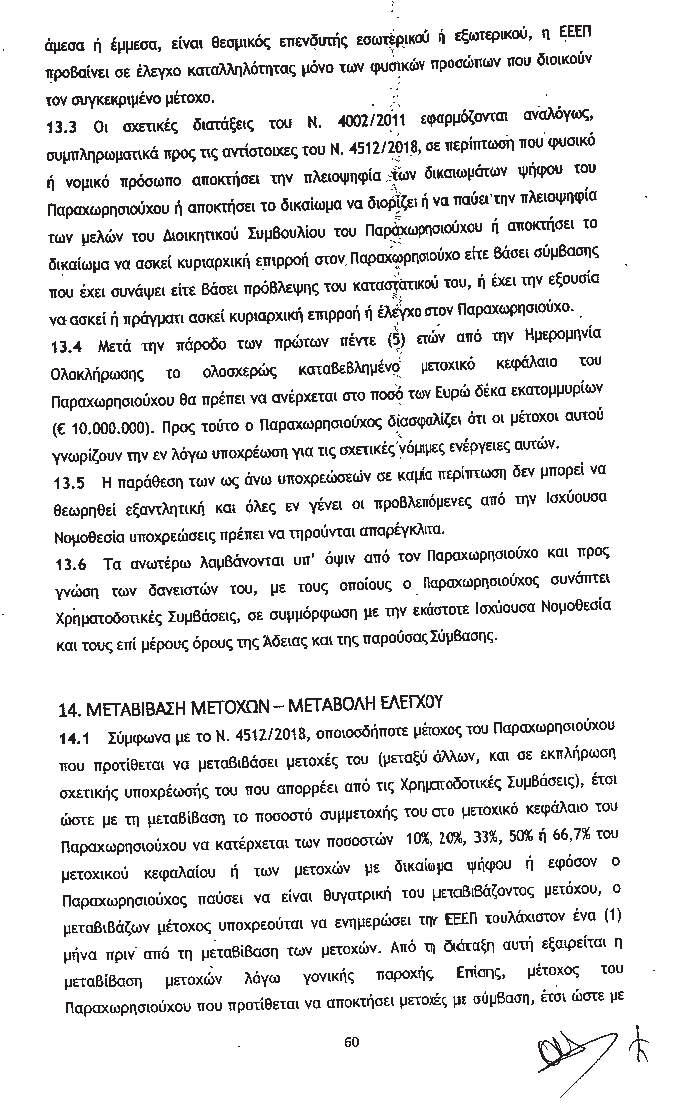 άμεσα ή έμμεσα, είναι θεσμικός επενδυτής εσωτερικού ή εξωτερικού, η ΕΕΕΠ
προβαίνει σε έλεγχο καταλληλότητας μόνο των φυσικών προσώπων που διοικούν
τον συγκεκριμένο μέτοχο.
13.3 Οι σχετικές διατάξεις του Ν. 4002/2011 εφαρμόζονται αναλόγως,
συμπληρωματικά προς τις αντίστοιχες του Ν. 4512/2018, σε περίπτωση που φυσικό
ή νομικό πρόσωπο αποκτήσει την πλειοψηφία των δικαιωμάτων ψήφου του
Παραχωρησιούχου ή αποκτήσει το δικαίωμα να διορίζει ή να παύει την πλειοψηφία
των μελών του Διοικητικού Συμβουλίου του Παραχωρησιούχου ή αποκτήσει το
δικαίωμα να ασκεί κυριαρχική επιρροή στον Παραχωρησιούχο είτε βάσει σύμβασης
που έχει συνάψει είτε βάσει πρόβλεψης του καταστατικού του, ή έχει την εξουσία
να ασκεί ή πράγματι ασκεί κυριαρχική επιρροή ή έλεγχο στον Παραχωρησιούχο.
13.4 Μετά την πάροδο των πρώτων πέντε (5) ετών από την Ημερομηνία
Ολοκλήρωσης το ολοσχερώς καταβεβλημένο μετοχικό κεφάλαιο του
Παραχωρησιούχου θα πρέπει να ανέρχεται στο ποσό των Ευρώ δέκα εκατομμυρίων
(€ 10.000.000). Προς τούτο ο Παραχωρησιούχος διασφαλίζει ότι οι μέτοχοι αυτού
γνωρίζουν την εν λόγω υποχρέωση για τις σχετικές νόμιμες ενέργειες αυτών.
13.5 Η παράθεση των ως άνω υποχρεώσεών σε καμία περίπτωση δεν μπορεί να
θεωρηθεί εξαντλητική και όλες εν γένει οι προβλεπόμενες από την Ισχύουσα
Νομοθεσία υποχρεώσεις πρέπει να τηρούνται απαρέγκλιτα.
13.6 Τα ανωτέρω λαμβάνονται υπ' όψιν από τον Παραχωρησιούχο και προς
γνώση των δανειστών του, με τους οποίους ο Παραχωρησιούχος συνάπτει
Χρηματοδοτικές Συμβάσεις, σε συμμόρφωση με την εκάστοτε Ισχύουσα Νομοθεσία
και τους επί μέρους όρους της Άδειας και της παρούσας Σύμβασης.
14. ΜΕΤΑΒΙΒΑΣΗ ΜΕΤΟΧΩΝ – ΜΕΤΑΒΟΛΗ ΕΛΕΓΧΟΥ
14.1 Σύμφωνα με το Ν. 4512/2018, οποιοσδήποτε μέτοχος του Παραχωρησιούχου
που προτίθεται να μεταβιβάσει μετοχές του (μεταξύ άλλων, και σε εκπλήρωση
σχετικής υποχρέωσής του που απορρέει από τις Χρηματοδοτικές Συμβάσεις), έτσι
ώστε με τη μεταβίβαση το ποσοστό συμμετοχής του στο μετοχικό κεφάλαιο του
Παραχωρησιούχου να κατέρχεται των ποσοστών 10%, 20%, 33%, 50% ή 66,7% του
μετοχικού κεφαλαίου ή των μετοχών με δικαίωμα ψήφου ή εφόσον ο
Παραχωρησιούχος παύσει να είναι θυγατρική του μεταβιβάζοντος μετόχου, ο
μεταβιβάζων μέτοχος υποχρεούται να ενημερώσει την ΕΕΕΠ τουλάχιστον ένα (1)
μήνα πριν από τη μεταβίβαση των μετοχών. Από τη διάταξη αυτή εξαιρείται η
μεταβίβαση μετοχών λόγω γονικής παροχής. Επίσης, μέτοχος του
Παραχωρησιούχου που προτίθεται να αποκτήσει μετοχές με σύμβαση, έτσι ώστε με
60